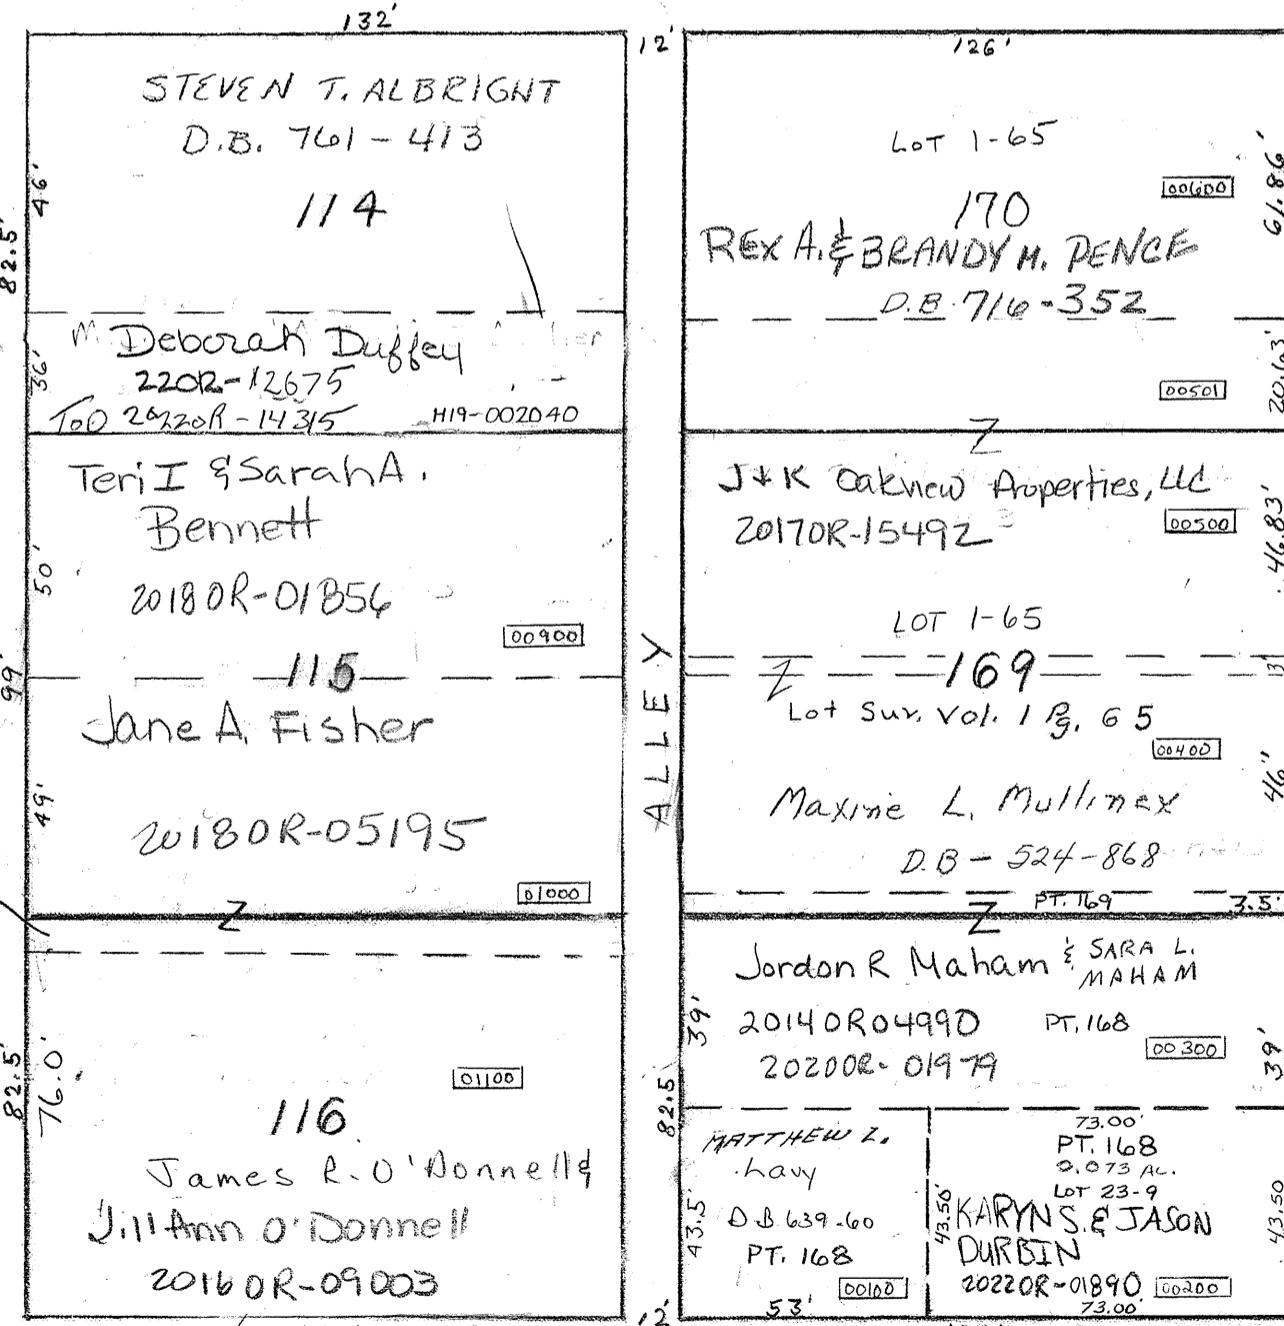 132'
12'
126'
STEVEN T. ALBRIGHT
D.B. 761-413
114
46'
82.5'
M Deborah Duffey
36'
220R-12675
TOD 20220R-14315
H19-002040
Teri I & Sarah A.
Bennett
50'
20180R-01856
00900
115
99'
Jane A. Fisher
49'
20180R-05195
01000
Z
82.5'
76.0'
01100
116
James R. O'Donnell &
Jill Ann O'Donnell
20160R-09003
ALLEY
12'
LOT 1-65
61.86'
00600
170
REX A. & BRANDY M. PENCE
D.B. 716-352
20.63'
00501
Z
J & K Oakview Properties, LLC
20170R-15492
00500
46.83'
LOT 1-65
169
13'
Z
Lot Sur. Vol. 1 Pg. 65
00400
46"
Maxine L. Mullinex
D.B - 524-868
PT. 169
3.5'
Z
Jordon R Maham & SARA L.
MAHAM
39'
20140R04990
PT. 168
20200R-01979
00300
39'
82.5
MATTHEW L.
Lavy
43.5'
D.B. 639-60
PT. 168
00100
53'
73.00'
PT. 168
0.073 AC.
LOT 23-9
43.50'
KARYN S. & JASON
DURBIN
43.50
20220R-01890
00200
73.00'